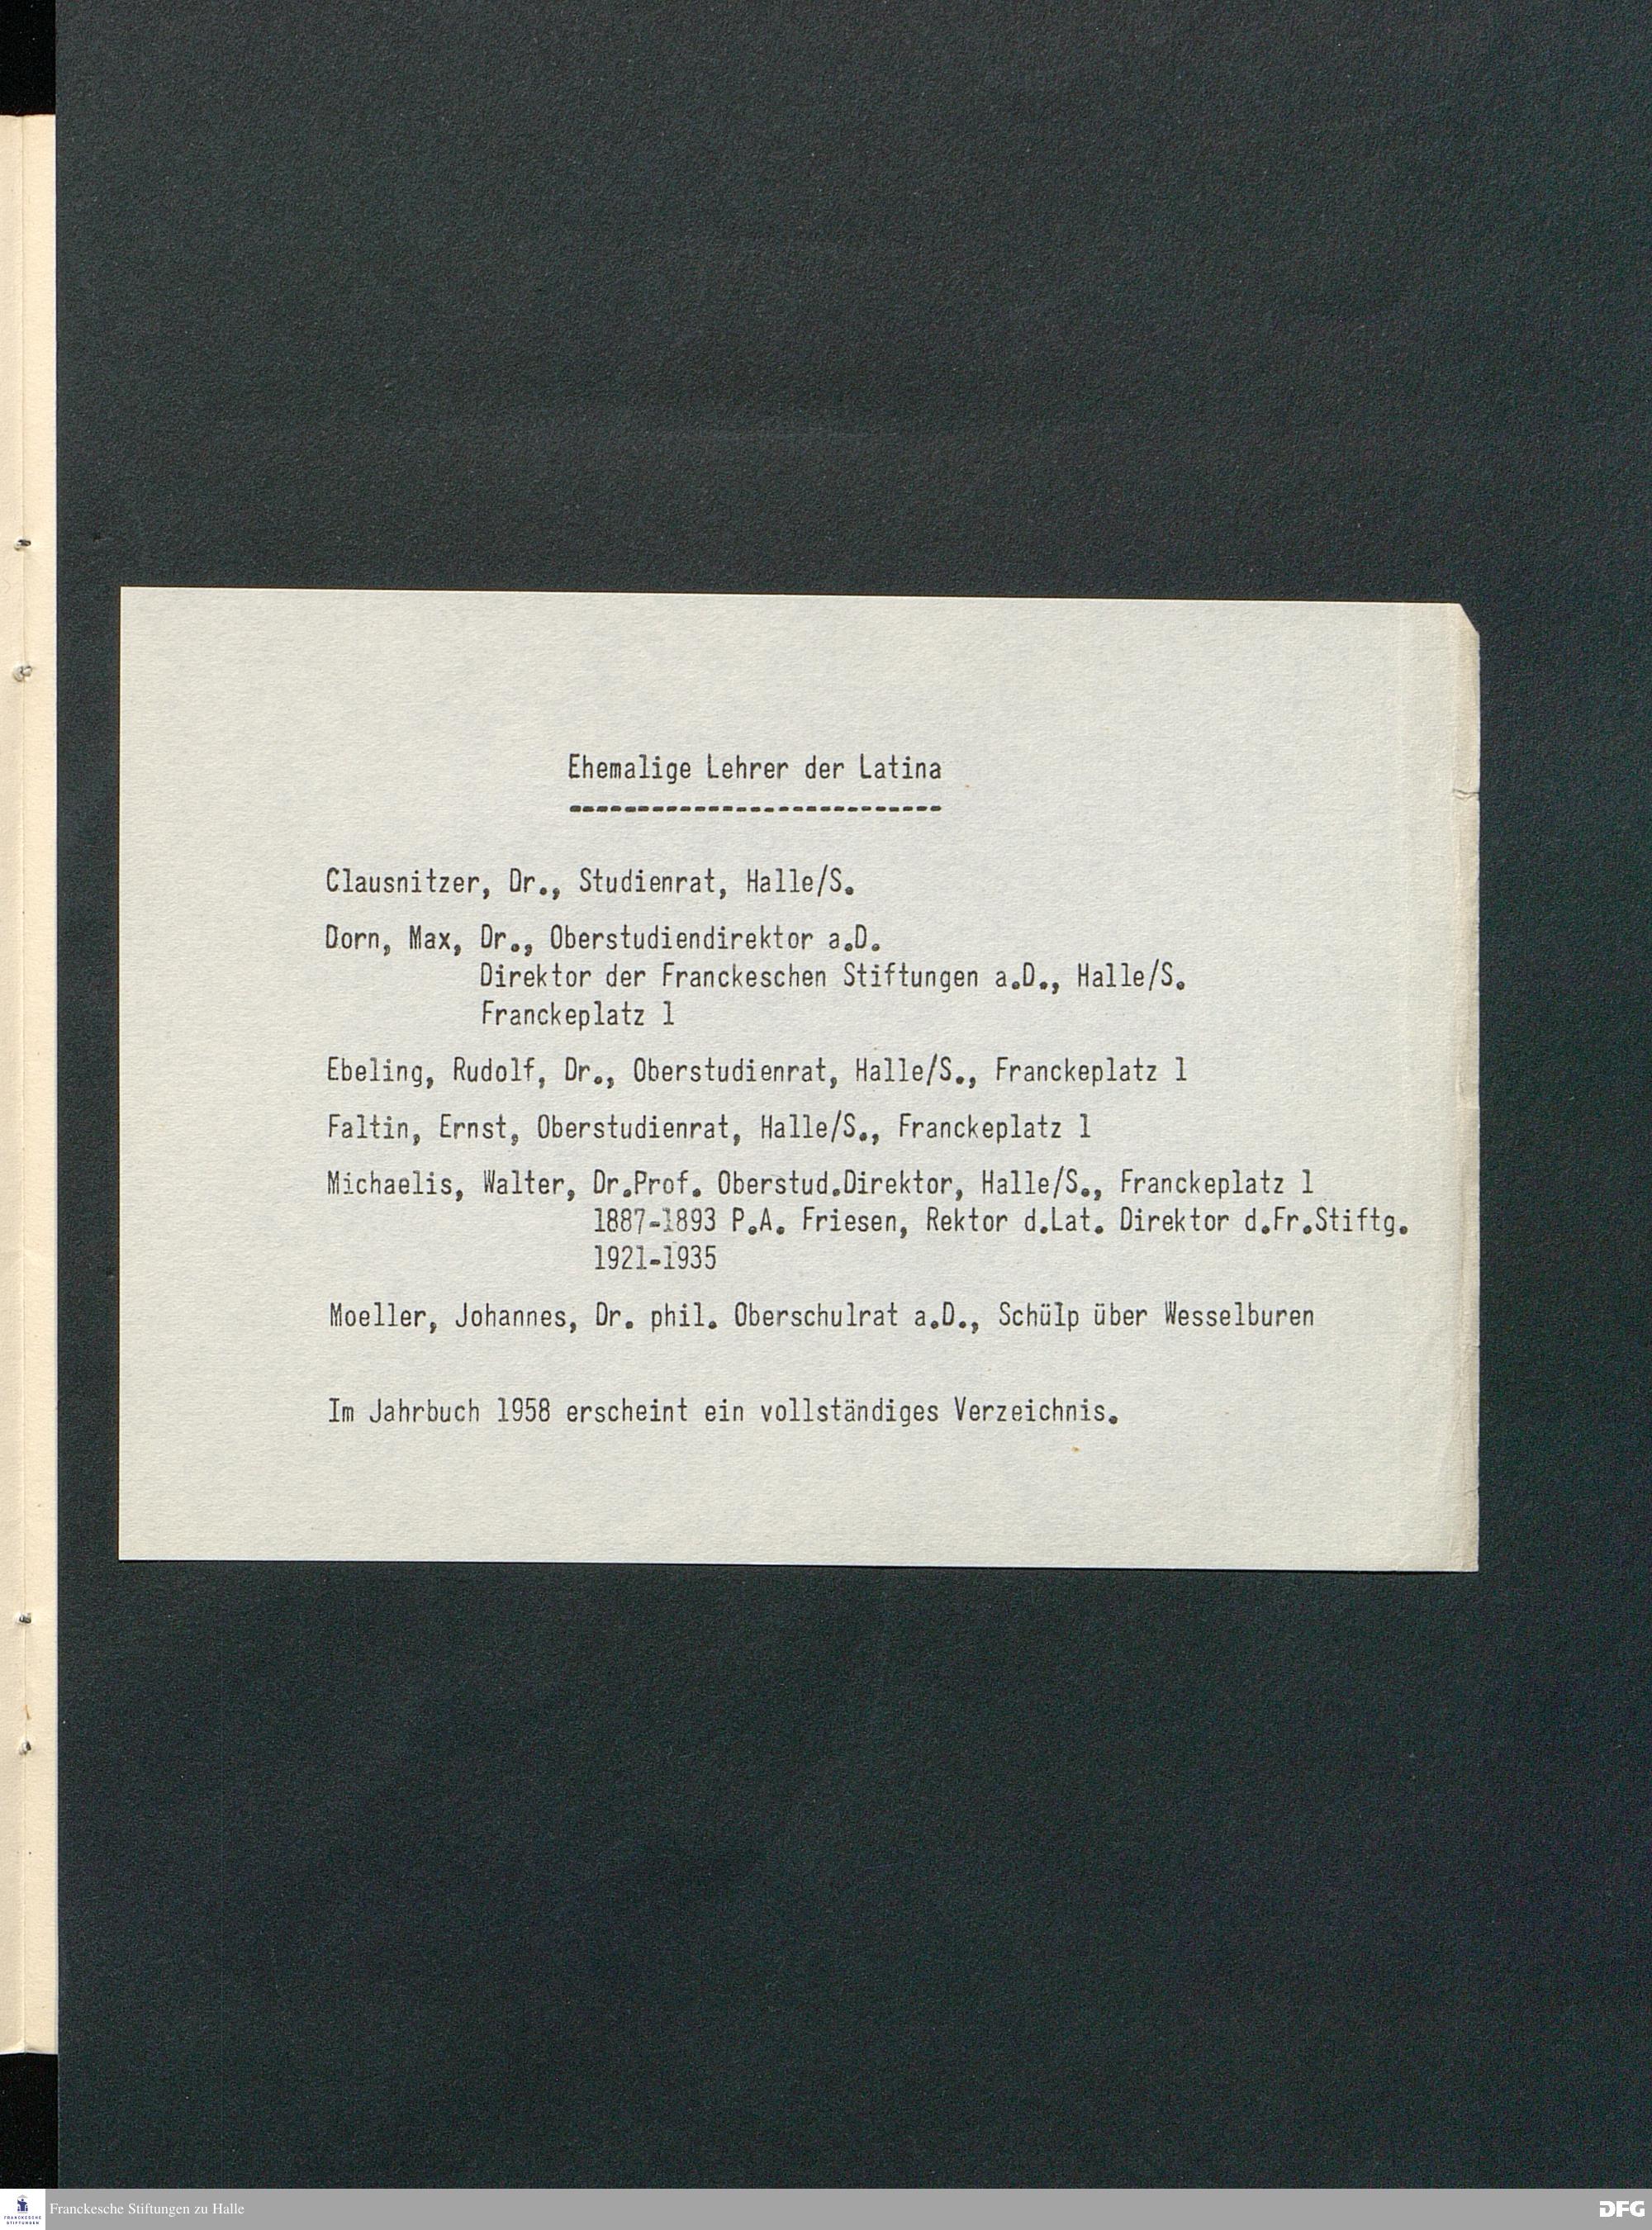 Ehemalige Lehrer der Latina
---------------------------
Clausnitzer, Dr., Studienrat, Halle/S.
Dorn, Max, Dr., Oberstudiendirektor a.D.
Direktor der Franckeschen Stiftungen a.D., Halle/S.
Franckeplatz 1
Ebeling, Rudolf, Dr., Oberstudienrat, Halle/S., Franckeplatz 1
Faltin, Ernst, Oberstudienrat, Halle/S., Franckeplatz 1
Michaelis, Walter, Dr.Prof. Oberstud.Direktor, Halle/S., Franckeplatz 1
1887-1893 P.A. Friesen, Rektor d.Lat. Direktor d.Fr.Stiftg.
1921-1935
Moeller, Johannes, Dr. phil. Oberschulrat a.D., Schülp über Wesselburen
Im Jahrbuch 1958 erscheint ein vollständiges Verzeichnis.
FRANCKESCHE
STIFTUNGEN
Franckesche Stiftungen zu Halle
DFG